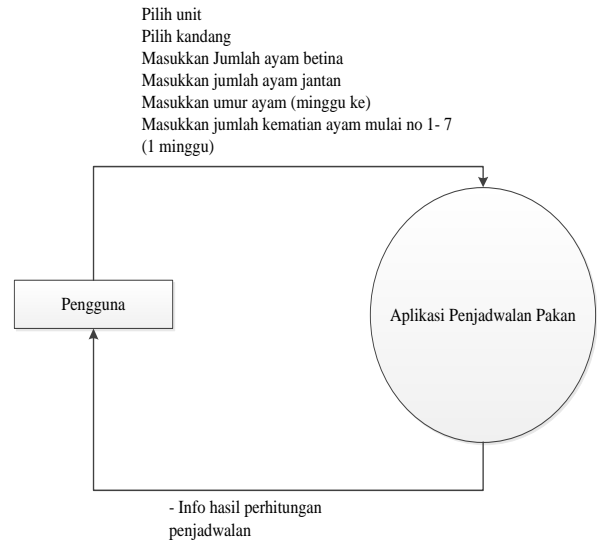 Pilih unit
Pilih kandang
Masukkan Jumlah ayam betina
Masukkan jumlah ayam jantan
Masukkan umur ayam (minggu ke)
Masukkan jumlah kematian ayam mulai no 1- 7
(1 minggu)
Pengguna
Aplikasi Penjadwalan Pakan
- Info hasil perhitungan
penjadwalan